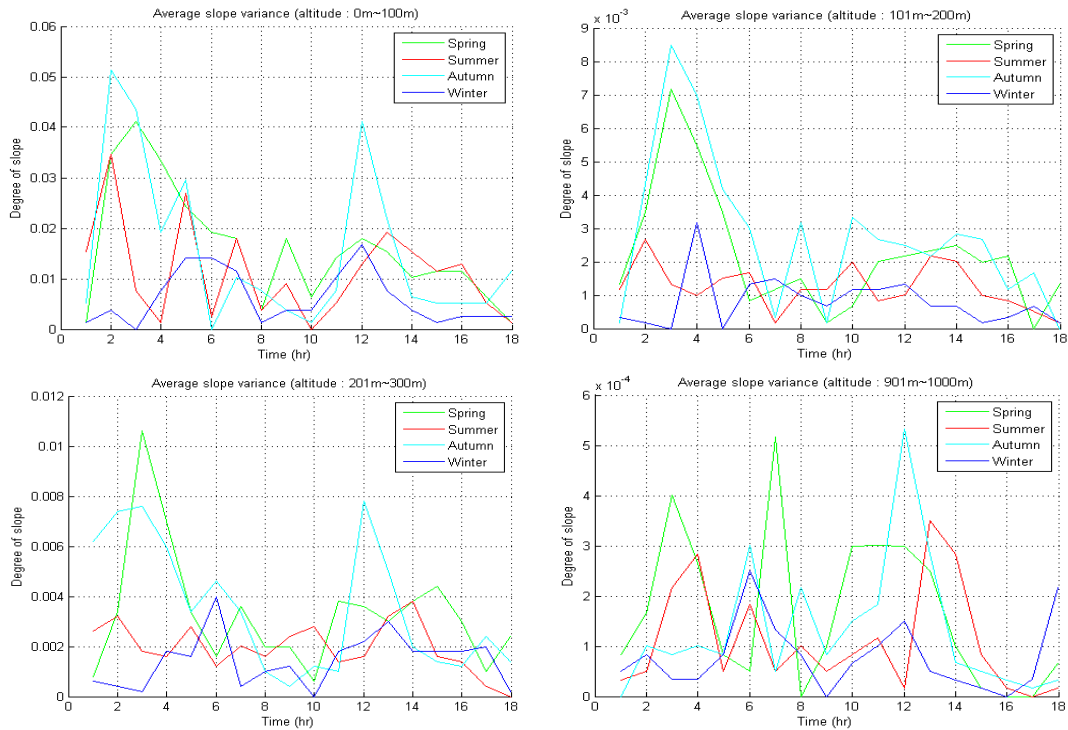 Average slope variance (altitude : 0m~100m)
0.06
0.05
0.04
0.03
0.02
0.01
0
Degree of slope
Spring
Summer
Autumn
Winter
0 2 4 6 8 10 12 14 16 18
Time (hr)
Average slope variance (altitude : 101m~200m)
x 10⁻³
9
8
7
6
5
4
3
2
1
0
Degree of slope
Spring
Summer
Autumn
Winter
0 2 4 6 8 10 12 14 16 18
Time (hr)
Average slope variance (altitude : 201m~300m)
0.012
0.01
0.008
0.006
0.004
0.002
0
Degree of slope
Spring
Summer
Autumn
Winter
0 2 4 6 8 10 12 14 16 18
Time (hr)
Average slope variance (altitude : 901m~1000m)
x 10⁻⁴
6
5
4
3
2
1
0
Degree of slope
Spring
Summer
Autumn
Winter
0 2 4 6 8 10 12 14 16 18
Time (hr)